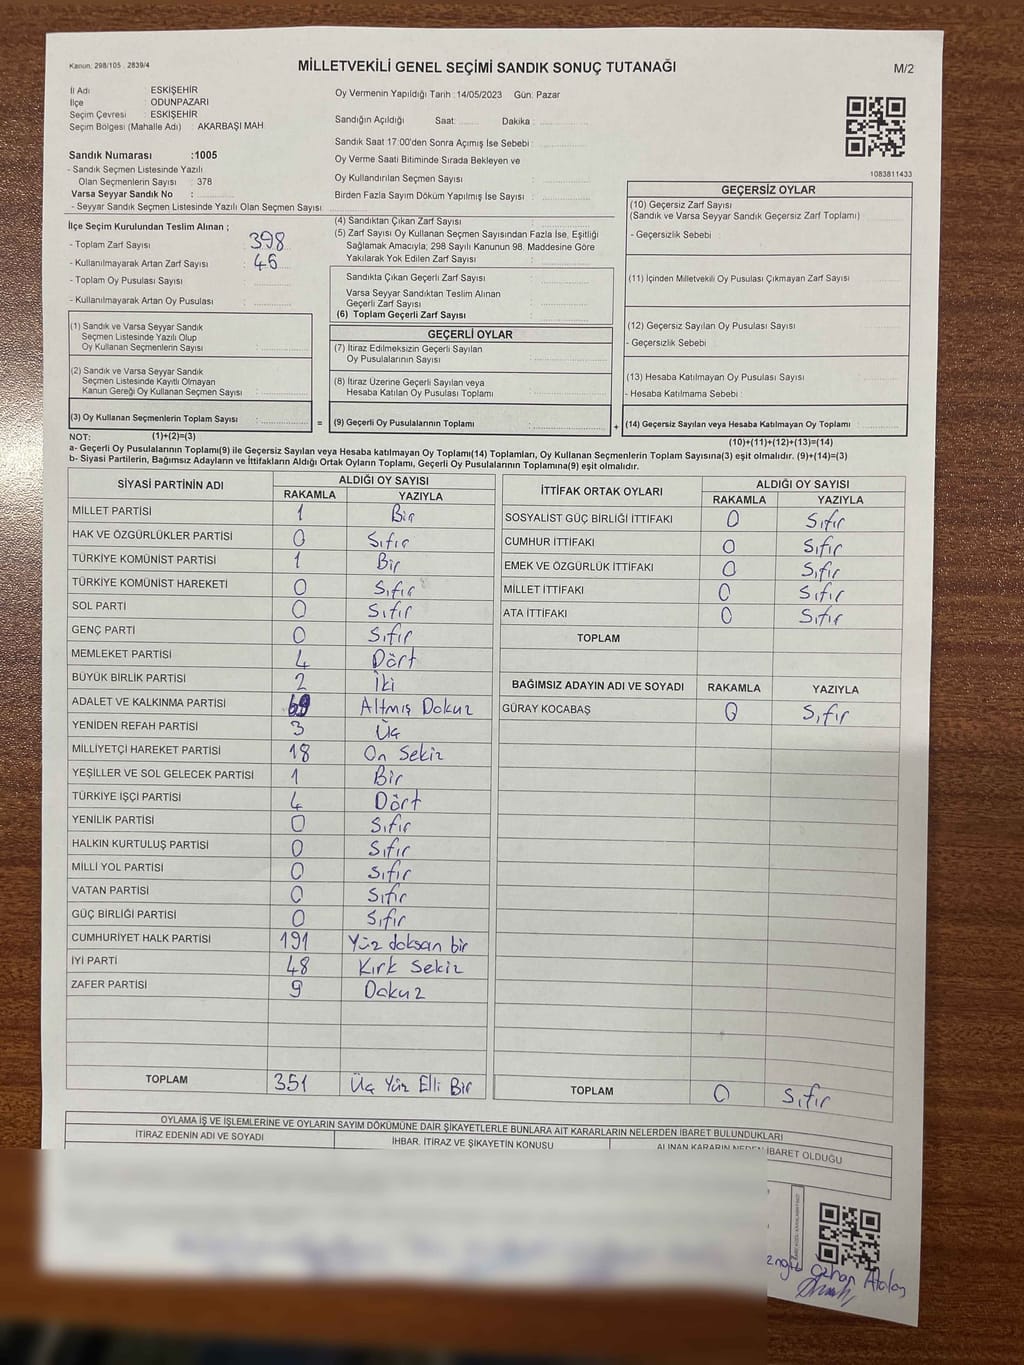 Kanun: 298/105 , 2839/4
MİLLETVEKİLİ GENEL SEÇİMİ SANDIK SONUÇ TUTANAĞI
M/2
İl Adı : ESKİŞEHİR
İlçe : ODUNPAZARI
Seçim Çevresi : ESKİŞEHİR
Seçim Bölgesi (Mahalle Adı) : AKARBAŞI MAH
Sandık Numarası :1005
- Sandık Seçmen Listesinde Yazılı
Olan Seçmenlerin Sayısı : 378
Varsa Seyyar Sandık No :
- Seyyar Sandık Seçmen Listesinde Yazılı Olan Seçmen Sayısı
Oy Vermenin Yapıldığı Tarih :14/05/2023 Gün: Pazar
Sandığın Açıldığı Saat: Dakika :
Sandık Saat 17:00'den Sonra Açılmış İse Sebebi :
Oy Verme Saati Bitiminde Sırada Bekleyen ve
Oy Kullandırılan Seçmen Sayısı :
Birden Fazla Sayım Döküm Yapılmış İse Sayısı :
1083811433
İlçe Seçim Kurulundan Teslim Alınan ;
- Toplam Zarf Sayısı : 398
- Kullanılmayarak Artan Zarf Sayısı : 46
- Toplam Oy Pusulası Sayısı :
- Kullanılmayarak Artan Oy Pusulası :
(4) Sandıktan Çıkan Zarf Sayısı
(5) Zarf Sayısı Oy Kullanan Seçmen Sayısından Fazla İse, Eşitliği
Sağlamak Amacıyla; 298 Sayılı Kanunun 98. Maddesine Göre
Yakılarak Yok Edilen Zarf Sayısı :
Sandıkta Çıkan Geçerli Zarf Sayısı :
Varsa Seyyar Sandıktan Teslim Alınan
Geçerli Zarf Sayısı
(6) Toplam Geçerli Zarf Sayısı
GEÇERSİZ OYLAR
(10) Geçersiz Zarf Sayısı
(Sandık ve Varsa Seyyar Sandık Geçersiz Zarf Toplamı)
- Geçersizlik Sebebi :
(11) İçinden Milletvekili Oy Pusulası Çıkmayan Zarf Sayısı
(12) Geçersiz Sayılan Oy Pusulası Sayısı
- Geçersizlik Sebebi
(13) Hesaba Katılmayan Oy Pusulası Sayısı
- Hesaba Katılmama Sebebi :
(14) Geçersiz Sayılan veya Hesaba Katılmayan Oy Toplamı :
(1) Sandık ve Varsa Seyyar Sandık
Seçmen Listesinde Yazılı Olup
Oy Kullanan Seçmenlerin Sayısı :
(2) Sandık ve Varsa Seyyar Sandık
Seçmen Listesinde Kayıtlı Olmayan
Kanun Gereği Oy Kullanan Seçmen Sayısı :
(3) Oy Kullanan Seçmenlerin Toplam Sayısı : =
GEÇERLİ OYLAR
(7) İtiraz Edilmeksizin Geçerli Sayılan
Oy Pusulalarının Sayısı :
(8) İtiraz Üzerine Geçerli Sayılan veya
Hesaba Katılan Oy Pusulası Toplamı :
(9) Geçerli Oy Pusulalarının Toplamı : +
NOT: (1)+(2)=(3)
(10)+(11)+(12)+(13)=(14)
a- Geçerli Oy Pusulalarının Toplamı(9) ile Geçersiz Sayılan veya Hesaba katılmayan Oy Toplamı(14) Toplamları, Oy Kullanan Seçmenlerin Toplam Sayısına(3) eşit olmalıdır. (9)+(14)=(3)
b- Siyasi Partilerin, Bağımsız Adayların ve İttifakların Aldığı Ortak Oyların Toplamı, Geçerli Oy Pusulalarının Toplamına(9) eşit olmalıdır.
SİYASİ PARTİNİN ADI ALDIĞI OY SAYISI
RAKAMLA YAZIYLA
MİLLET PARTİSİ 1 Bir
HAK VE ÖZGÜRLÜKLER PARTİSİ 0 Sıfır
TÜRKİYE KOMÜNİST PARTİSİ 1 Bir
TÜRKİYE KOMÜNİST HAREKETİ 0 Sıfır
SOL PARTİ 0 Sıfır
GENÇ PARTİ 0 Sıfır
MEMLEKET PARTİSİ 4 Dört
BÜYÜK BİRLİK PARTİSİ 2 İki
ADALET VE KALKINMA PARTİSİ 69 Altmış Dokuz
YENİDEN REFAH PARTİSİ 3 Üç
MİLLİYETÇİ HAREKET PARTİSİ 18 On Sekiz
YEŞİLLER VE SOL GELECEK PARTİSİ 1 Bir
TÜRKİYE İŞÇİ PARTİSİ 4 Dört
YENİLİK PARTİSİ 0 Sıfır
HALKIN KURTULUŞ PARTİSİ 0 Sıfır
MİLLİ YOL PARTİSİ 0 Sıfır
VATAN PARTİSİ 0 Sıfır
GÜÇ BİRLİĞİ PARTİSİ 0 Sıfır
CUMHURİYET HALK PARTİSİ 191 Yüz doksan bir
İYİ PARTİ 48 Kırk Sekiz
ZAFER PARTİSİ 9 Dokuz
TOPLAM 351 Üç Yüz Elli Bir
İTTİFAK ORTAK OYLARI ALDIĞI OY SAYISI
RAKAMLA YAZIYLA
SOSYALİST GÜÇ BİRLİĞİ İTTİFAKI 0 Sıfır
CUMHUR İTTİFAKI 0 Sıfır
EMEK VE ÖZGÜRLÜK İTTİFAKI 0 Sıfır
MİLLET İTTİFAKI 0 Sıfır
ATA İTTİFAKI 0 Sıfır
TOPLAM
BAĞIMSIZ ADAYIN ADI VE SOYADI RAKAMLA YAZIYLA
GÜRAY KOCABAŞ 0 Sıfır
TOPLAM 0 Sıfır
OYLAMA İŞ VE İŞLEMLERİNE VE OYLARIN SAYIM DÖKÜMÜNE DAİR ŞİKAYETLERLE BUNLARA AİT KARARLARIN NELERDEN İBARET BULUNDUKLARI
İTİRAZ EDENİN ADI VE SOYADI İHBAR, İTİRAZ VE ŞİKAYETİN KONUSU ALINAN KARARIN NEDEN İBARET OLDUĞU